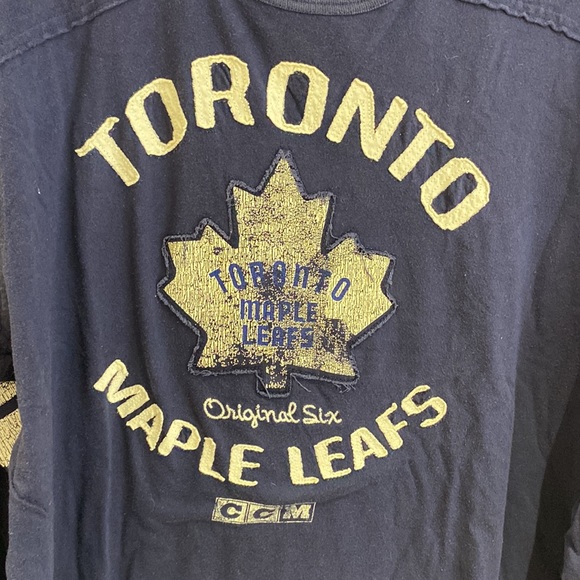 TORONTO
TORONTO
MAPLE
LEAFS
Original Six
MAPLE LEAFS
CCM